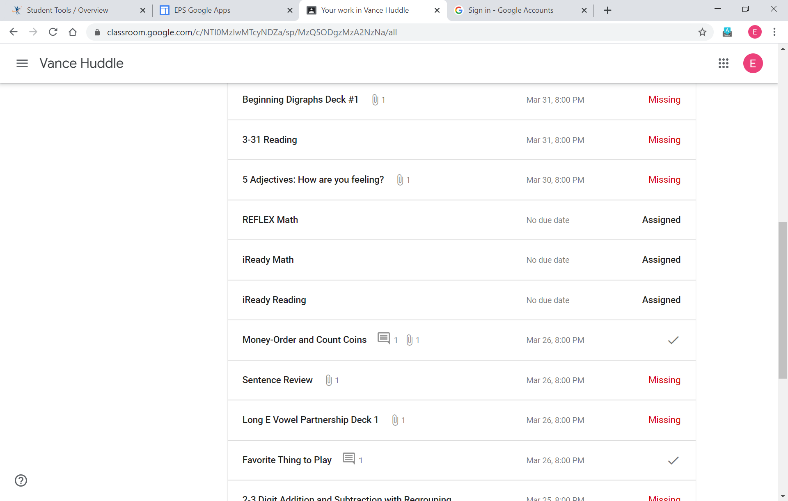 Student Tools / Overview
EPS Google Apps
Your work in Vance Huddle
Sign in - Google Accounts
classroom.google.com/c/NTI0MzIwMTcyNDZa/sp/MzQ5ODgzMzA2NzNa/all
E
Vance Huddle
E
Beginning Digraphs Deck #1 1 Mar 31, 8:00 PM Missing
3-31 Reading Mar 31, 8:00 PM Missing
5 Adjectives: How are you feeling? 1 Mar 30, 8:00 PM Missing
REFLEX Math No due date Assigned
iReady Math No due date Assigned
iReady Reading No due date Assigned
Money-Order and Count Coins 1 1 Mar 26, 8:00 PM
Sentence Review 1 Mar 26, 8:00 PM Missing
Long E Vowel Partnership Deck 1 1 Mar 26, 8:00 PM Missing
Favorite Thing to Play 1 Mar 26, 8:00 PM
2-3 Digit Addition and Subtraction with Regrouping Mar 25, 8:00 PM Missing